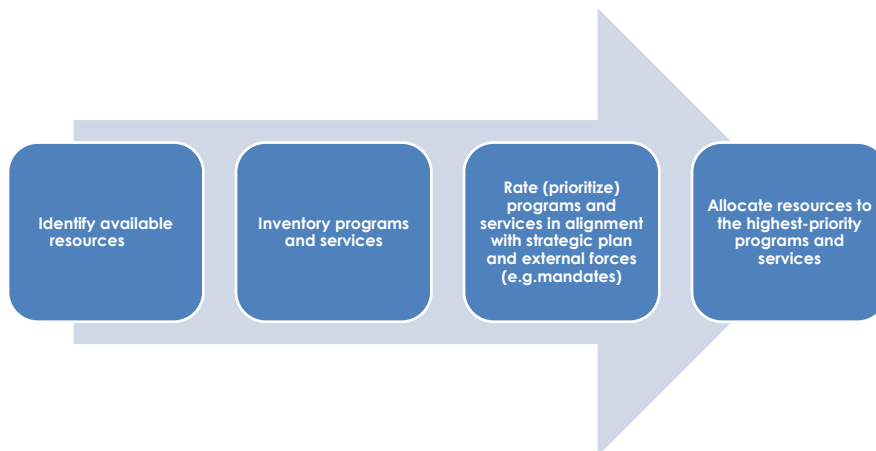 Identify available
resources
Inventory programs
and services
Rate (prioritize)
programs and
services in alignment
with strategic plan
and external forces
(e.g.mandates)
Allocate resources to
the highest-priority
programs and
services